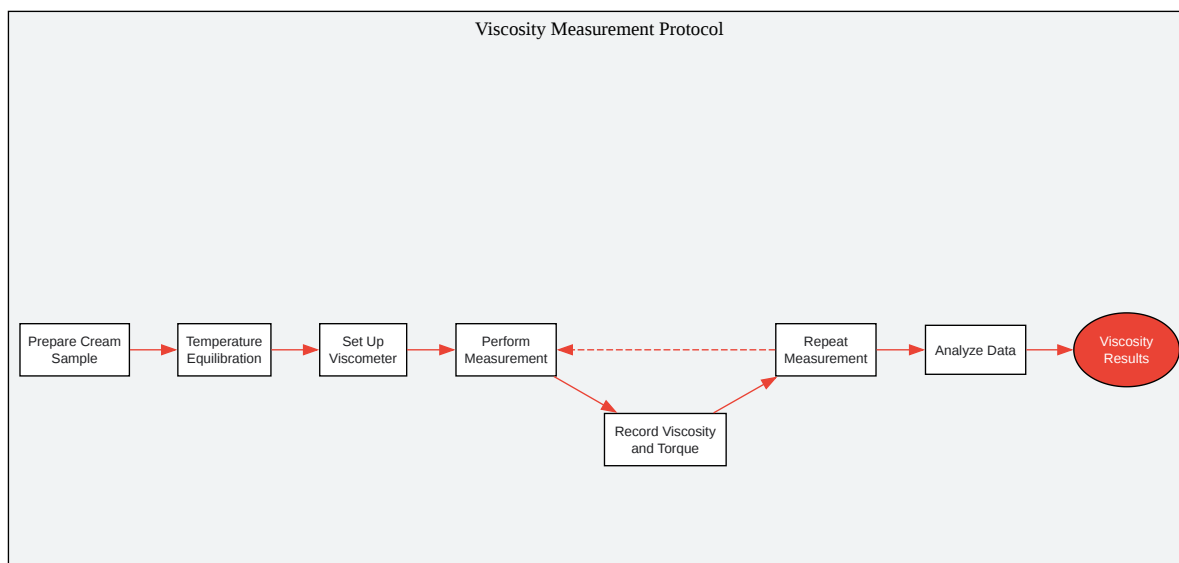 Viscosity Measurement Protocol
Prepare Cream
Sample
Temperature
Equilibration
Set Up
Viscometer
Perform
Measurement
Record Viscosity
and Torque
Repeat
Measurement
Analyze Data
Viscosity
Results